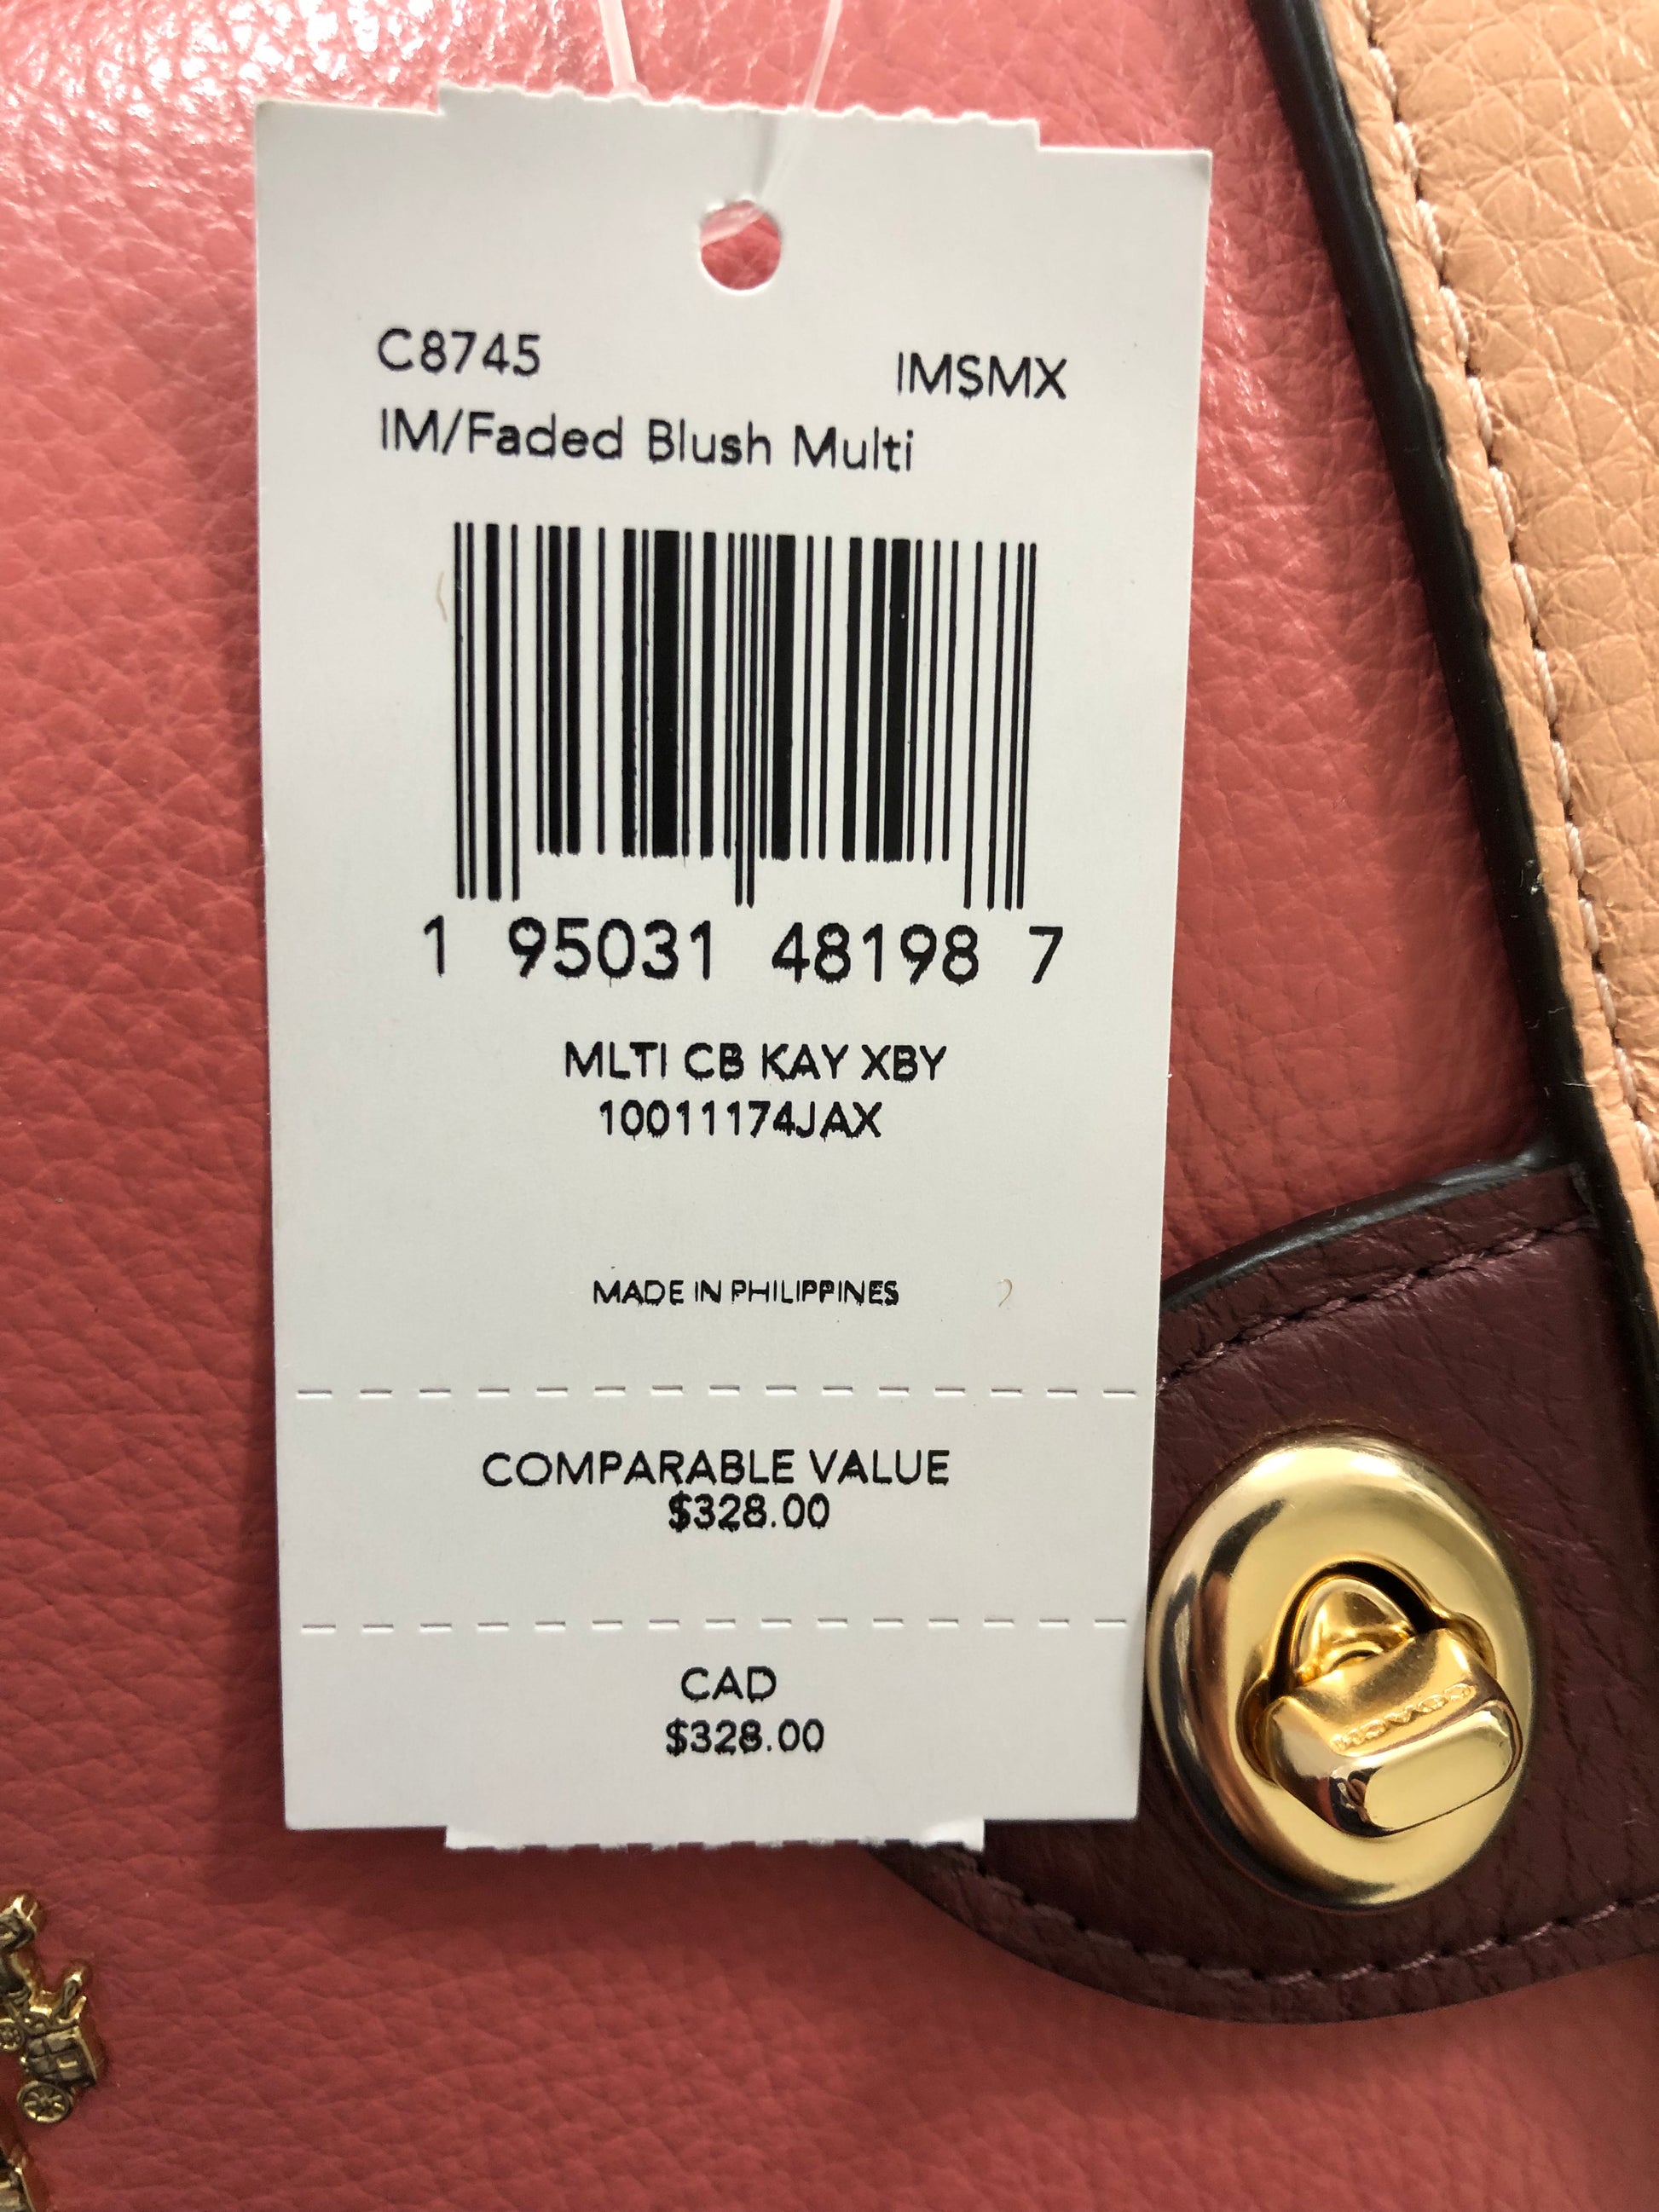 C8745 IMSMX
IM/Faded Blush Multi
1 95031 48198 7
MLTI CB KAY XBY
10011174JAX
MADE IN PHILIPPINES
COMPARABLE VALUE
$328.00
CAD
$328.00
COACH